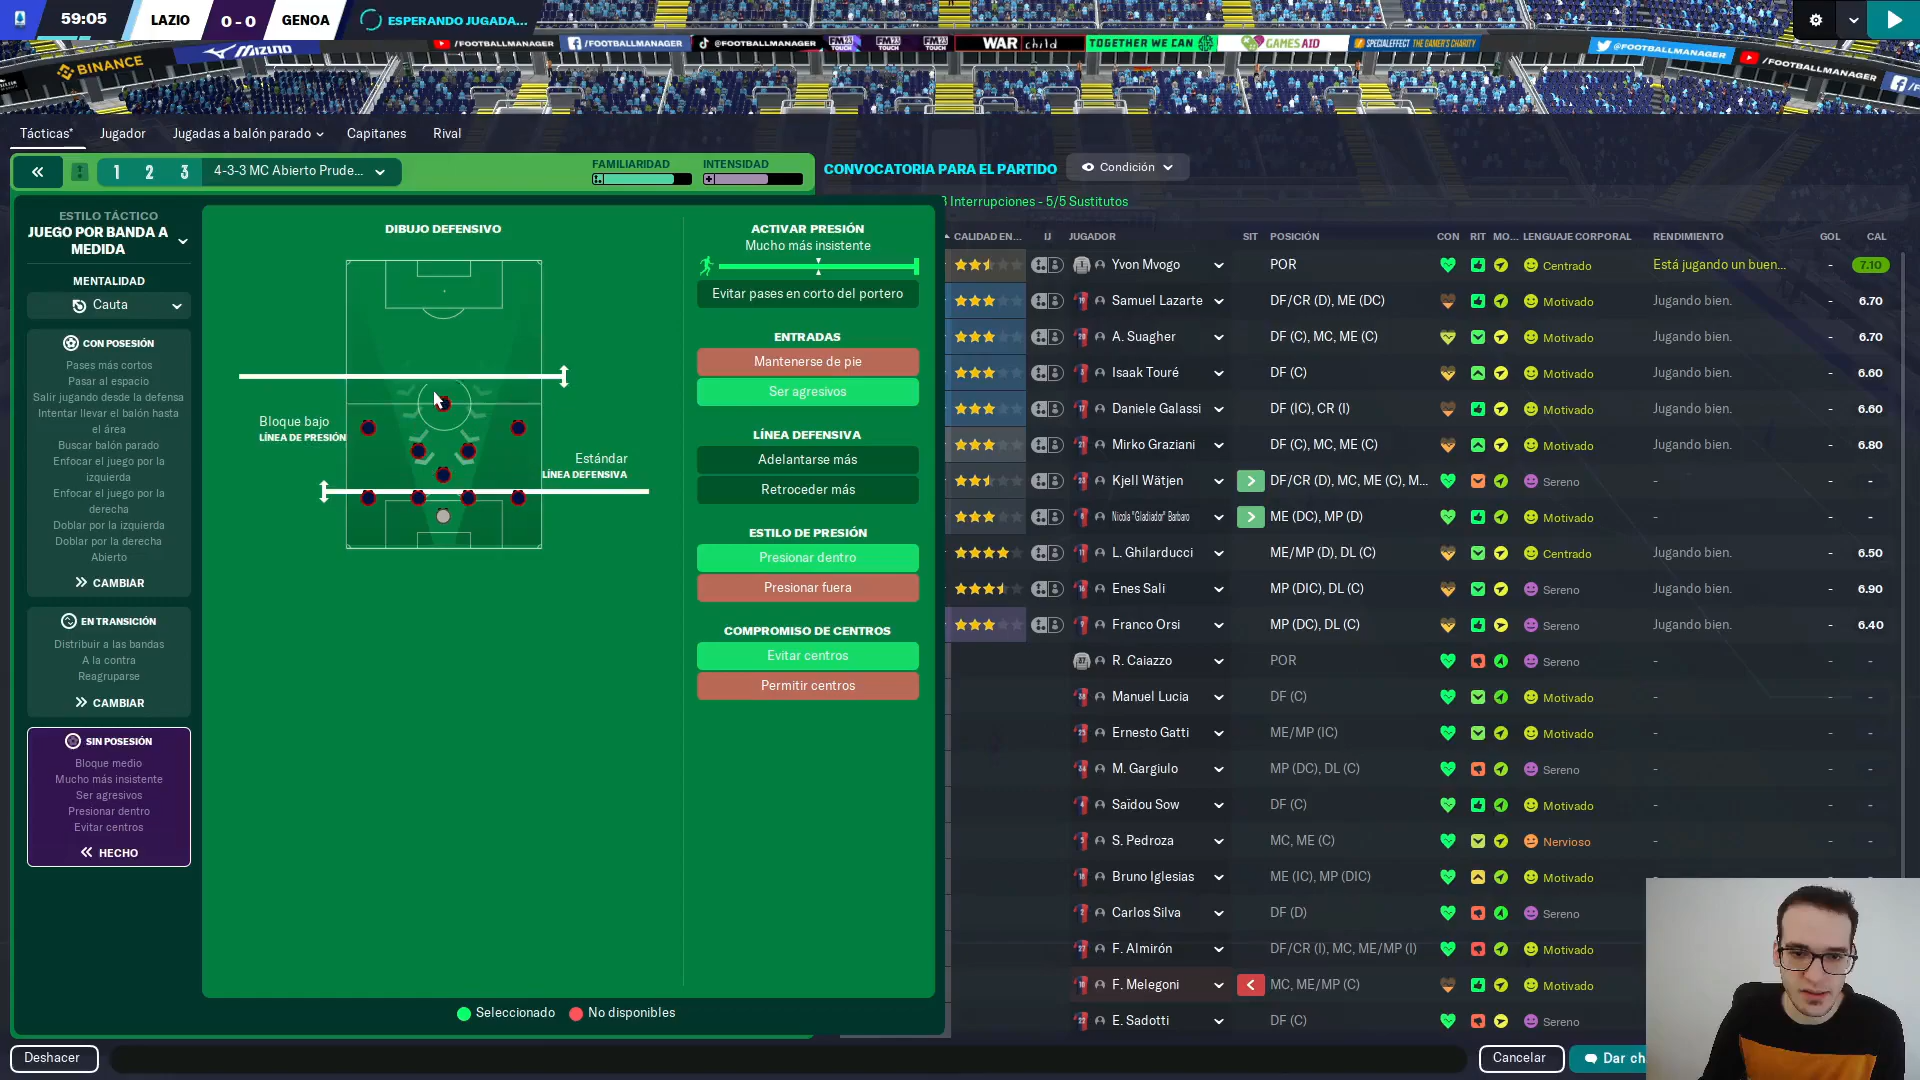 59:05
LAZIO
0 - 0
GENOA
ESPERANDO JUGADA...
BINANCE
MIZUNO
/FOOTBALLMANAGER
/FOOTBALLMANAGER
@FOOTBALLMANAGER
FM23 TOUCH
FM23 TOUCH
FM23 TOUCH
WAR child
TOGETHER WE CAN
GAMES AID
SPECIALEFFECT THE GAMER'S CHARITY
@FOOTBALLMANAGER
/FOOTBALLMANAGER
Tácticas*
Jugador
Jugadas a balón parado
Capitanes
Rival
1
2
3
4-3-3 MC Abierto Prude...
FAMILIARIDAD
INTENSIDAD
CONVOCATORIA PARA EL PARTIDO
Condición
3 Interrupciones - 5/5 Sustitutos
ESTILO TÁCTICO
JUEGO POR BANDA A MEDIDA
MENTALIDAD
Cauta
CON POSESIÓN
Pases más cortos
Pasar al espacio
Salir jugando desde la defensa
Intentar llevar el balón hasta
el área
Buscar balón parado
Enfocar el juego por la
izquierda
Enfocar el juego por la
derecha
Doblar por la izquierda
Doblar por la derecha
Abierto
CAMBIAR
EN TRANSICIÓN
Distribuir a las bandas
A la contra
Reagruparse
CAMBIAR
SIN POSESIÓN
Bloque medio
Mucho más insistente
Ser agresivos
Presionar dentro
Evitar centros
HECHO
DIBUJO DEFENSIVO
Bloque bajo
LÍNEA DE PRESIÓN
Estándar
LÍNEA DEFENSIVA
ACTIVAR PRESIÓN
Mucho más insistente
Evitar pases en corto del portero
ENTRADAS
Mantenerse de pie
Ser agresivos
LÍNEA DEFENSIVA
Adelantarse más
Retroceder más
ESTILO DE PRESIÓN
Presionar dentro
Presionar fuera
COMPROMISO DE CENTROS
Evitar centros
Permitir centros
Seleccionado
No disponibles
CALIDAD EN... IJ JUGADOR SIT POSICIÓN CON RIT MO... LENGUAJE CORPORAL RENDIMIENTO GOL CAL
Yvon Mvogo POR Centrado Está jugando un buen... - 7.10
Samuel Lazarte DF/CR (D), ME (DC) Motivado Jugando bien. - 6.70
A. Suagher DF (C), MC, ME (C) Motivado Jugando bien. - 6.70
Isaak Touré DF (C) Motivado Jugando bien. - 6.60
Daniele Galassi DF (IC), CR (I) Motivado Jugando bien. - 6.60
Mirko Graziani DF (C), MC, ME (C) Motivado Jugando bien. - 6.80
Kjell Wätjen DF/CR (D), MC, ME (C), M... Sereno - - -
Nicola "Gladiador" Barbaro ME (DC), MP (D) Motivado - - -
L. Ghilarducci ME/MP (D), DL (C) Centrado Jugando bien. - 6.50
Enes Sali MP (DIC), DL (C) Sereno Jugando bien. - 6.90
Franco Orsi MP (DC), DL (C) Sereno Jugando bien. - 6.40
R. Caiazzo POR Sereno - - -
Manuel Lucia DF (C) Motivado - - -
Ernesto Gatti ME/MP (IC) Motivado - - -
M. Gargiulo MP (DC), DL (C) Sereno - - -
Saïdou Sow DF (C) Motivado - - -
S. Pedroza MC, ME (C) Nervioso - - -
Bruno Iglesias ME (IC), MP (DIC) Motivado -
Carlos Silva DF (D) Sereno
F. Almirón DF/CR (I), MC, ME/MP (I) Motivado
F. Melegoni MC, ME/MP (C) Motivado
E. Sadotti DF (C) Sereno
Deshacer
Cancelar
Dar ch